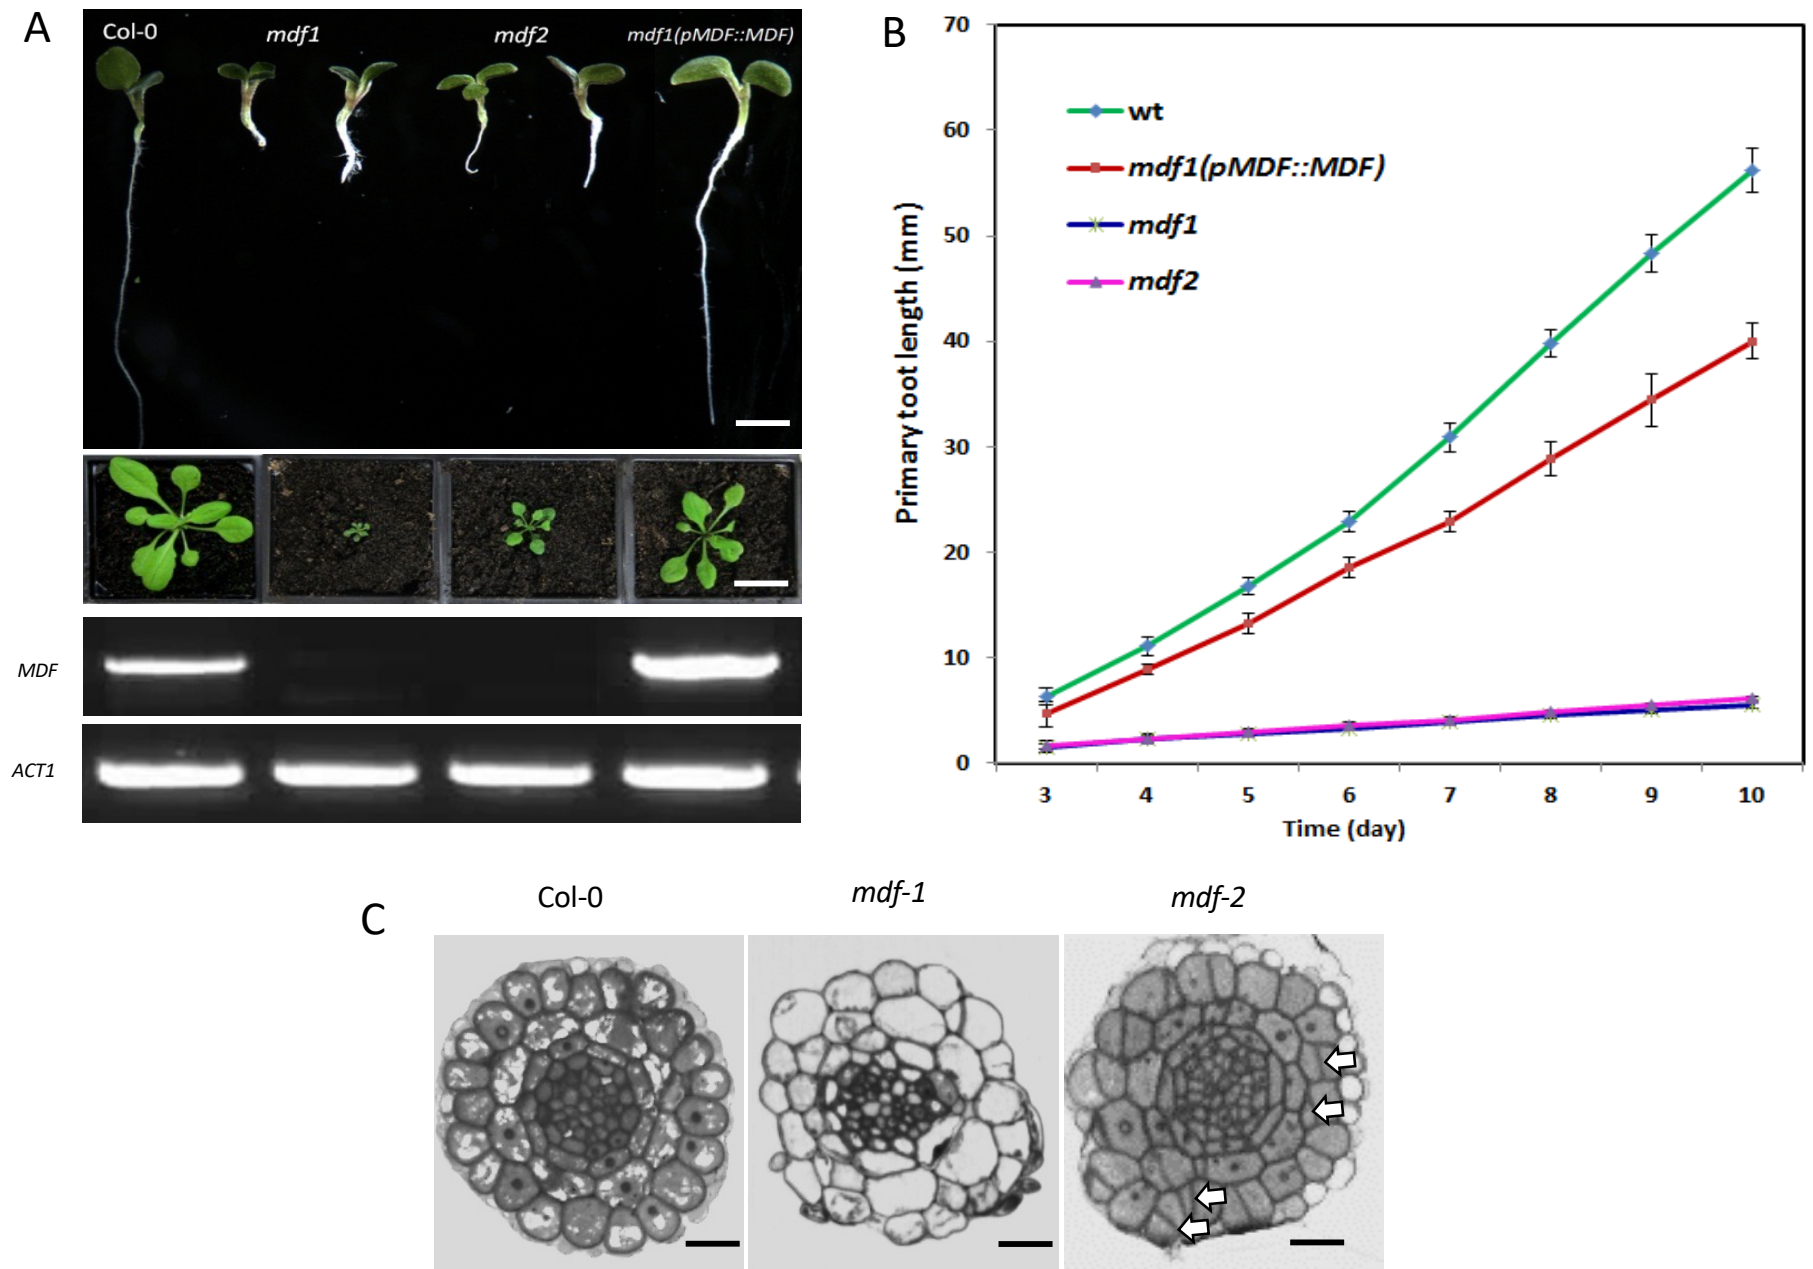 A
Col-0
mdf1
mdf2
mdf1(pMDF::MDF)
MDF
ACT1
B
70
60
50
40
30
20
10
0
Primary toot length (mm)
wt
mdf1(pMDF::MDF)
mdf1
mdf2
3 4 5 6 7 8 9 10
Time (day)
C
Col-0
mdf-1
mdf-2